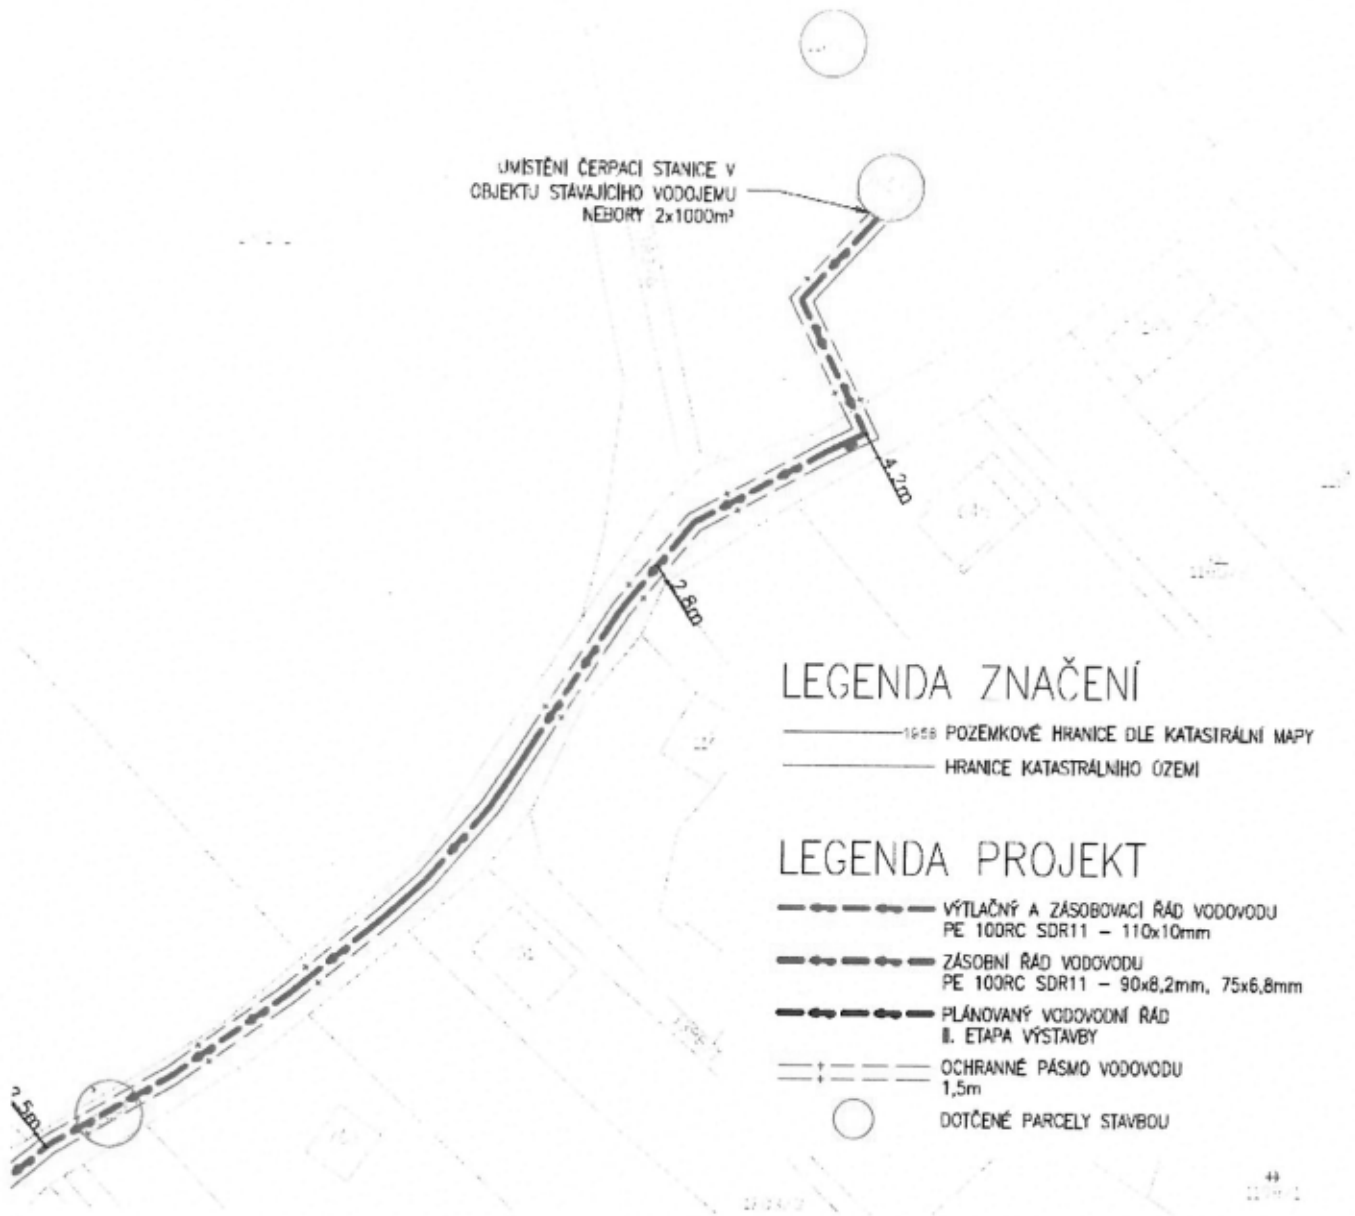 UMÍSTĚNÍ ČERPACÍ STANICE V
OBJEKTU STÁVAJÍCÍHO VODOJEMU
NEBORY 2x1000m³
4,2m
2,8m
2,5m
LEGENDA ZNAČENÍ
1968 POZEMKOVÉ HRANICE DLE KATASTRÁLNÍ MAPY
HRANICE KATASTRÁLNÍHO ÚZEMÍ
LEGENDA PROJEKT
VÝTLAČNÝ A ZÁSOBOVACÍ ŘÁD VODOVODU
PE 100RC SDR11 – 110x10mm
ZÁSOBNÍ ŘÁD VODOVODU
PE 100RC SDR11 – 90x8,2mm, 75x6,8mm
PLÁNOVANÝ VODOVODNÍ ŘÁD
II. ETAPA VÝSTAVBY
OCHRANNÉ PÁSMO VODOVODU
1,5m
DOTČENÉ PARCELY STAVBOU